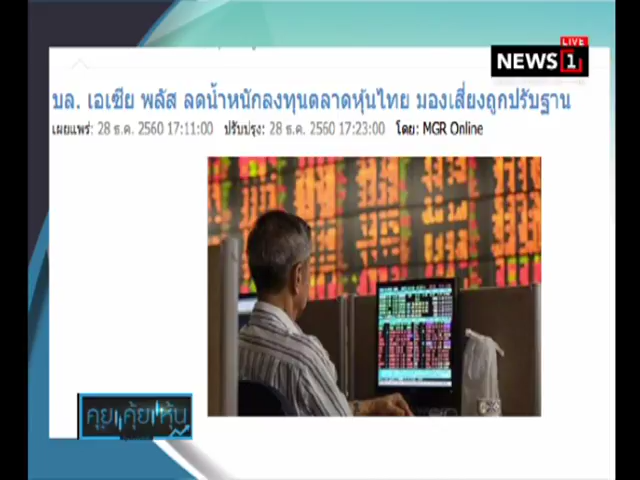 LIVE
NEWS 1
บล. เอเซีย พลัส ลดน้ำหนักลงทุนตลาดหุ้นไทย มองเสี่ยงถูกปรับฐาน
เผยแพร่: 28 ธ.ค. 2560 17:11:00 ปรับปรุง: 28 ธ.ค. 2560 17:23:00 โดย: MGR Online
คุย คุ้ย หุ้น